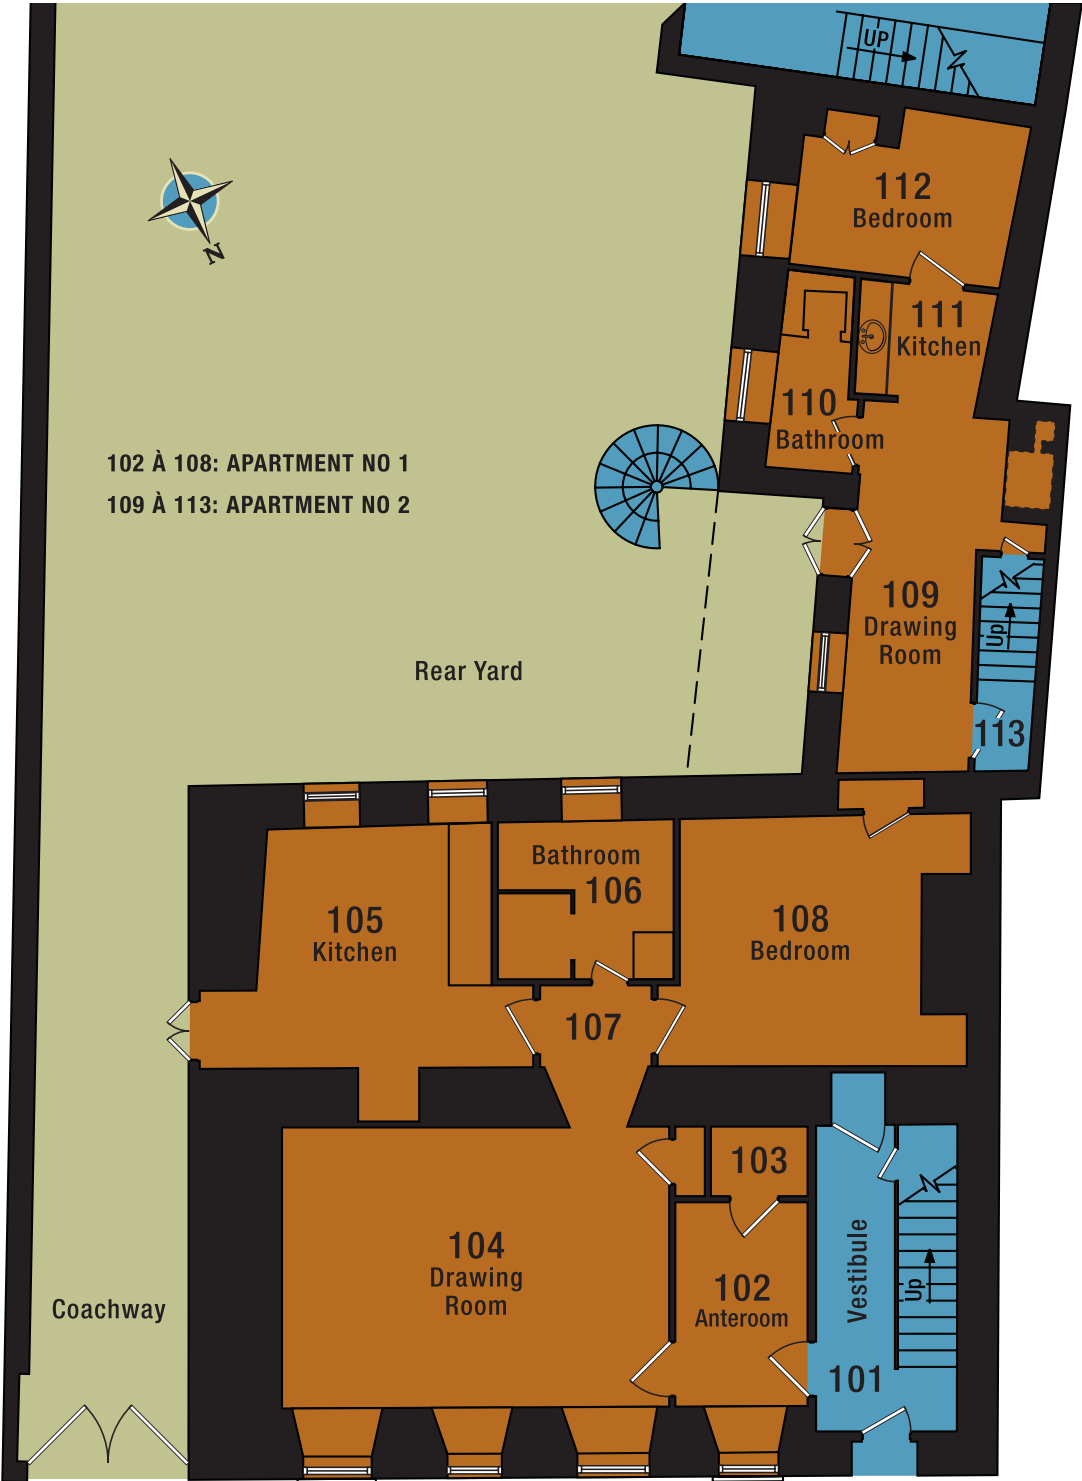 UP
112
Bedroom
N
111
Kitchen
110
Bathroom
102 À 108: APARTMENT NO 1
109 À 113: APARTMENT NO 2
109
Drawing
Room
Up
Rear Yard
113
Bathroom
106
105
Kitchen
108
Bedroom
107
103
104
Drawing
Room
102
Anteroom
Vestibule
Up
Coachway
101